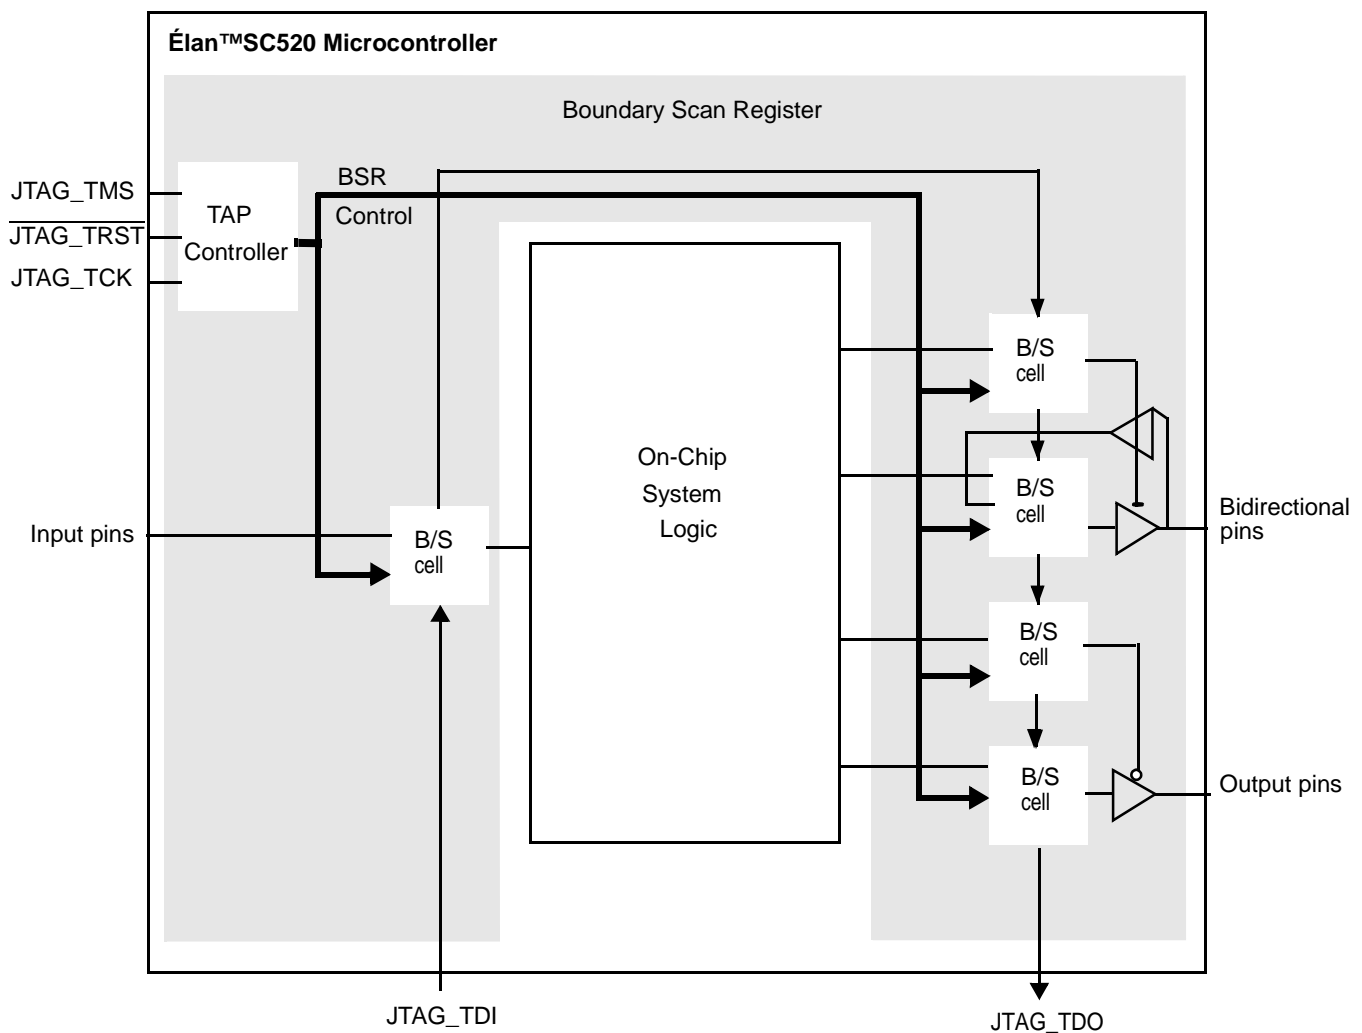 Élan™SC520 Microcontroller
Boundary Scan Register
JTAG_TMS
JTAG_TRST
JTAG_TCK
TAP
Controller
BSR
Control
B/S
cell
On-Chip
System
Logic
B/S
cell
Bidirectional
pins
Input pins
B/S
cell
B/S
cell
B/S
cell
Output pins
JTAG_TDI
JTAG_TDO